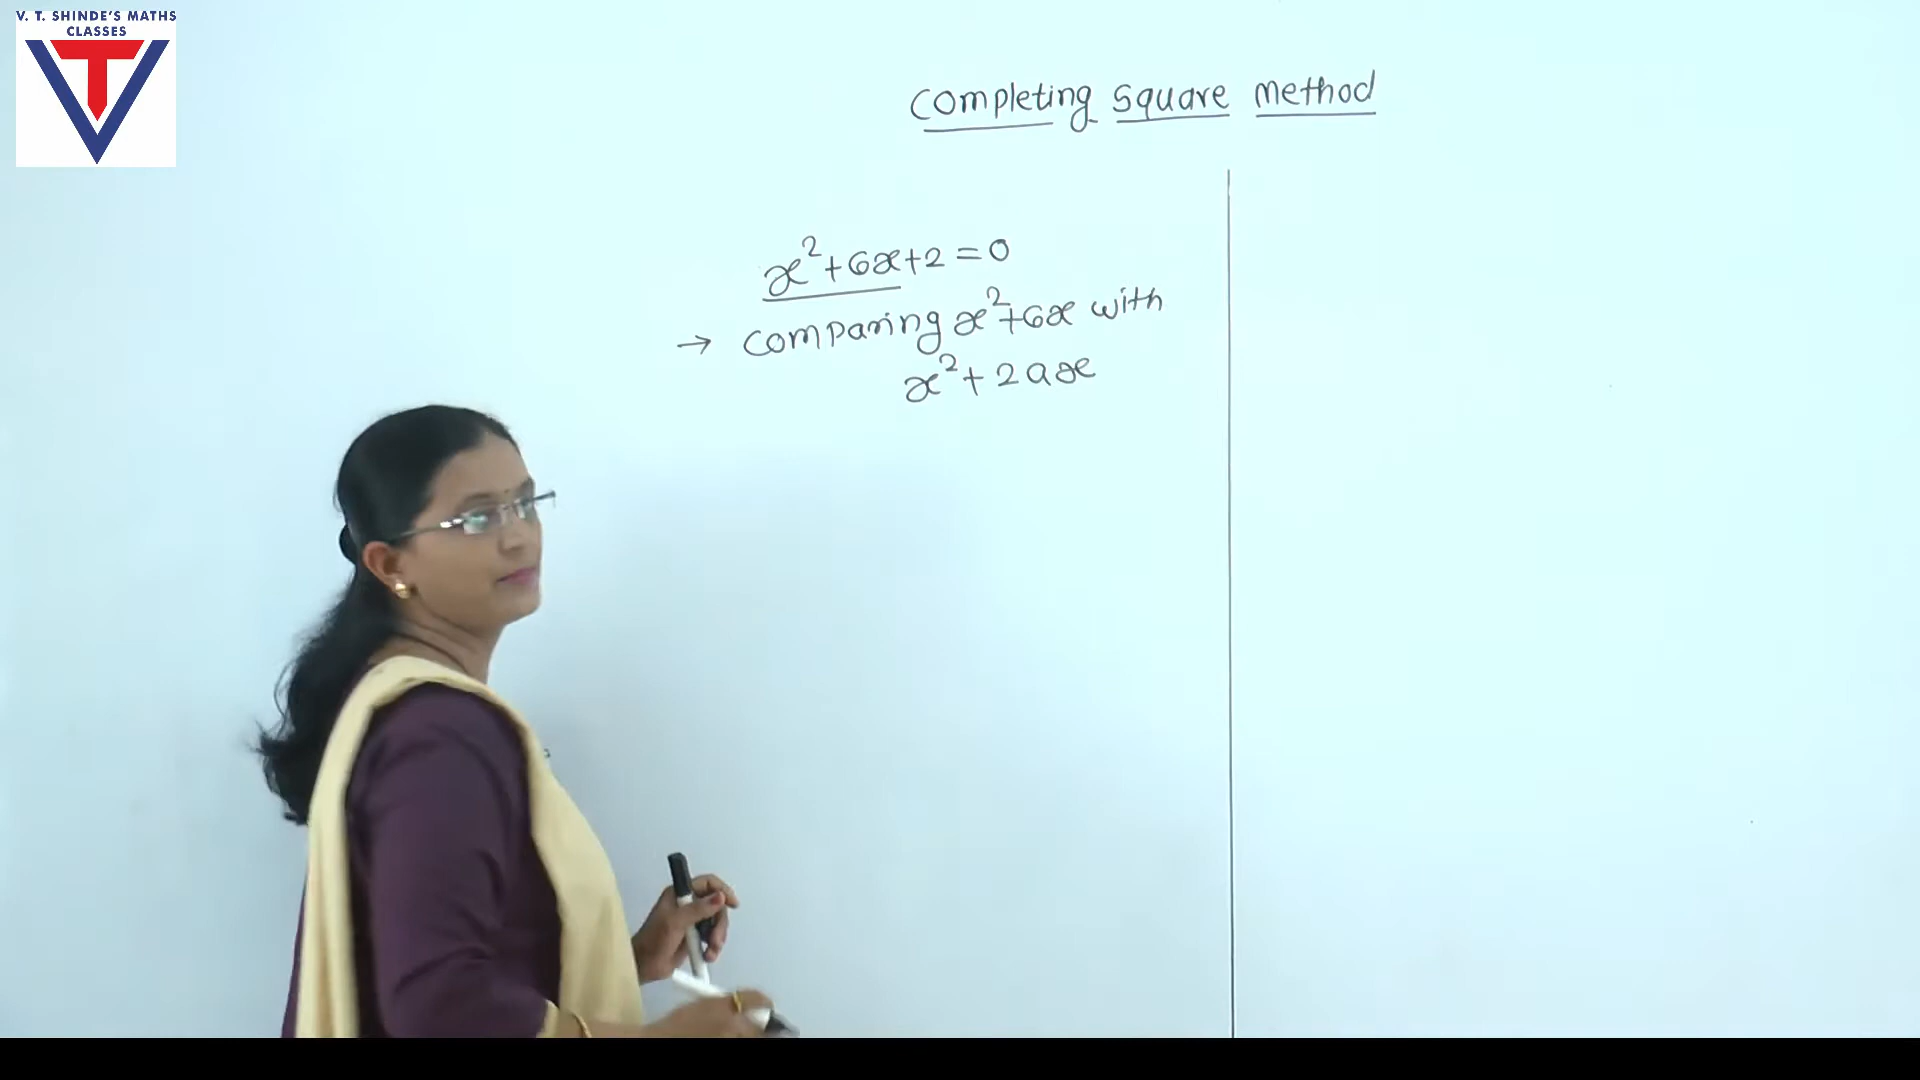 V. T. SHINDE'S MATHS
CLASSES
T
Completing square method
x²+6x+2=0
→ comparing x²+6x with
x²+2ax